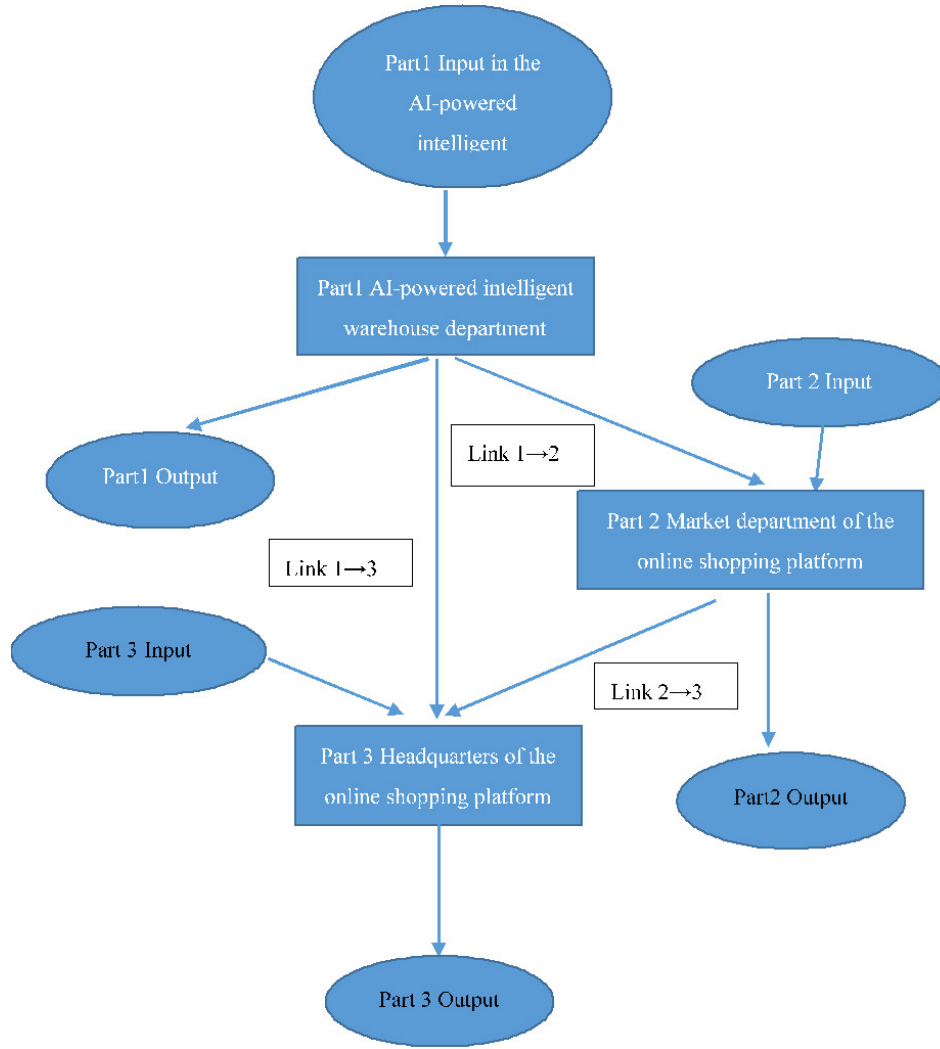 Part1 Input in the
AI-powered
intelligent
Part1 AI-powered intelligent
warehouse department
Part 2 Input
Part1 Output
Link 1→2
Part 2 Market department of the
online shopping platform
Link 1→3
Part 3 Input
Link 2→3
Part 3 Headquarters of the
online shopping platform
Part2 Output
Part 3 Output